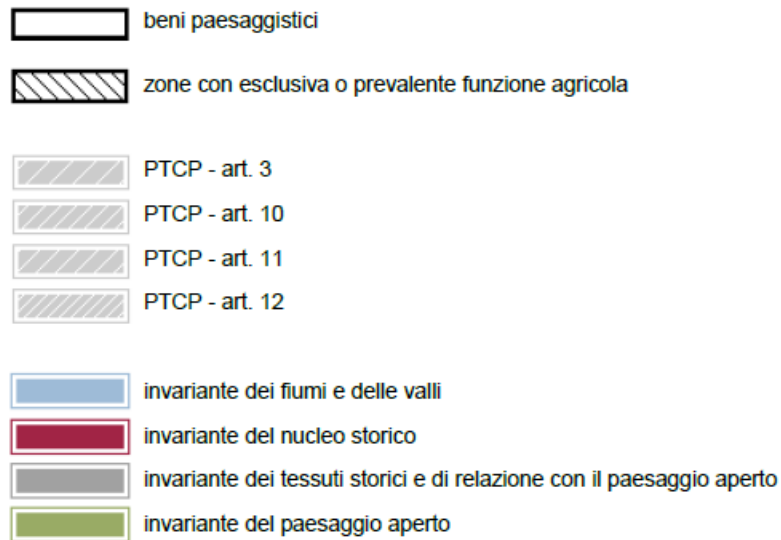 beni paesaggistici
zone con esclusiva o prevalente funzione agricola
PTCP - art. 3
PTCP - art. 10
PTCP - art. 11
PTCP - art. 12
invariante dei fiumi e delle valli
invariante del nucleo storico
invariante dei tessuti storici e di relazione con il paesaggio aperto
invariante del paesaggio aperto